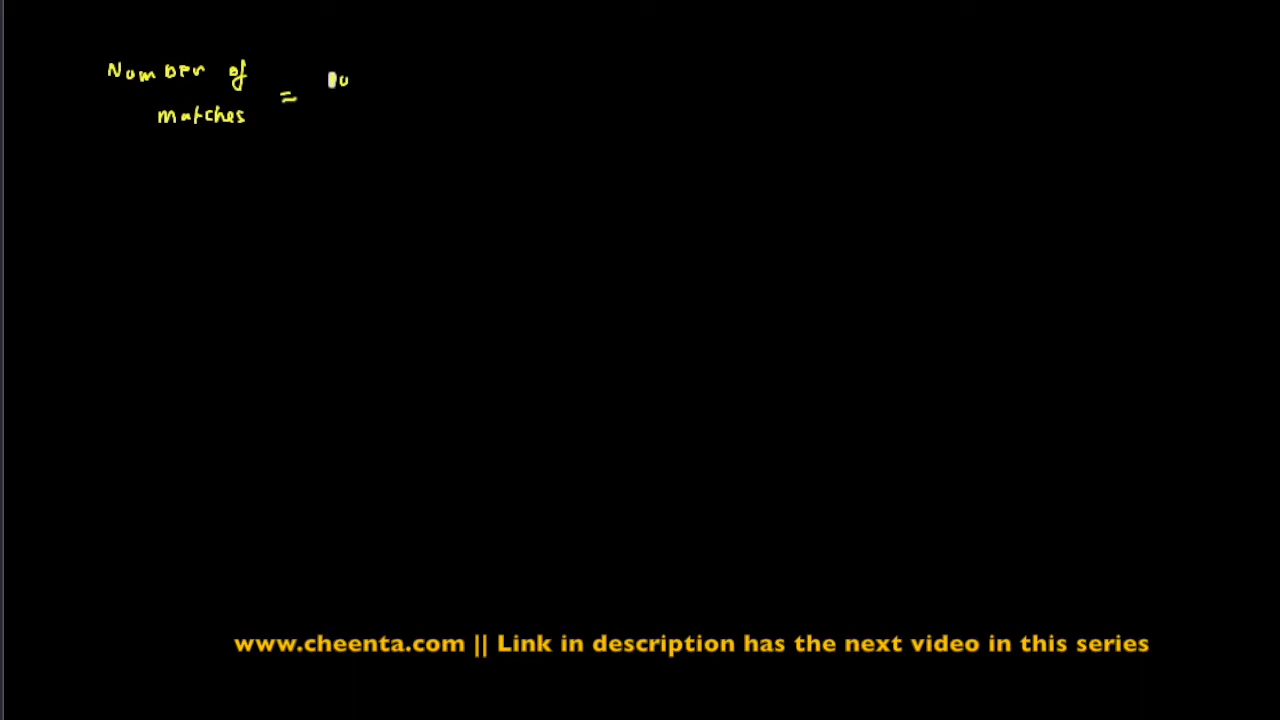 Number of
matches =
www.cheenta.com || Link in description has the next video in this series